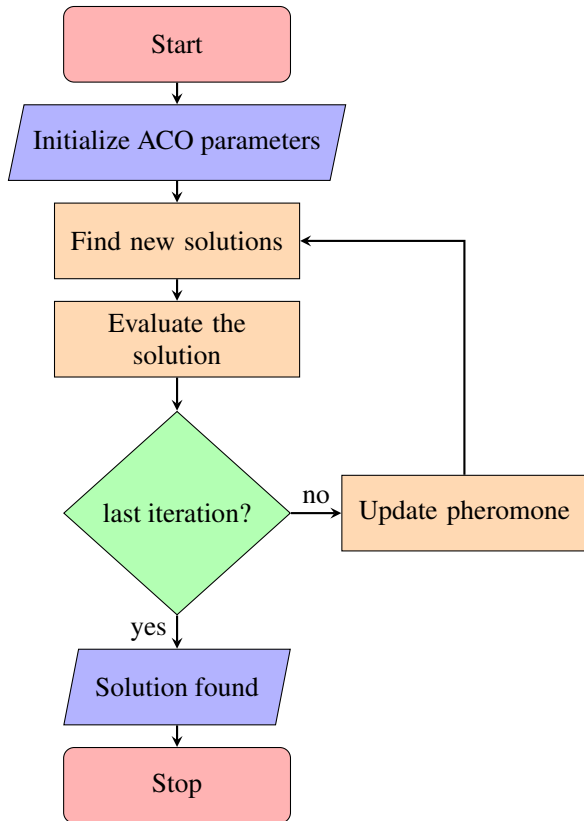 Start
Initialize ACO parameters
Find new solutions
Evaluate the
solution
last iteration?
no
Update pheromone
yes
Solution found
Stop